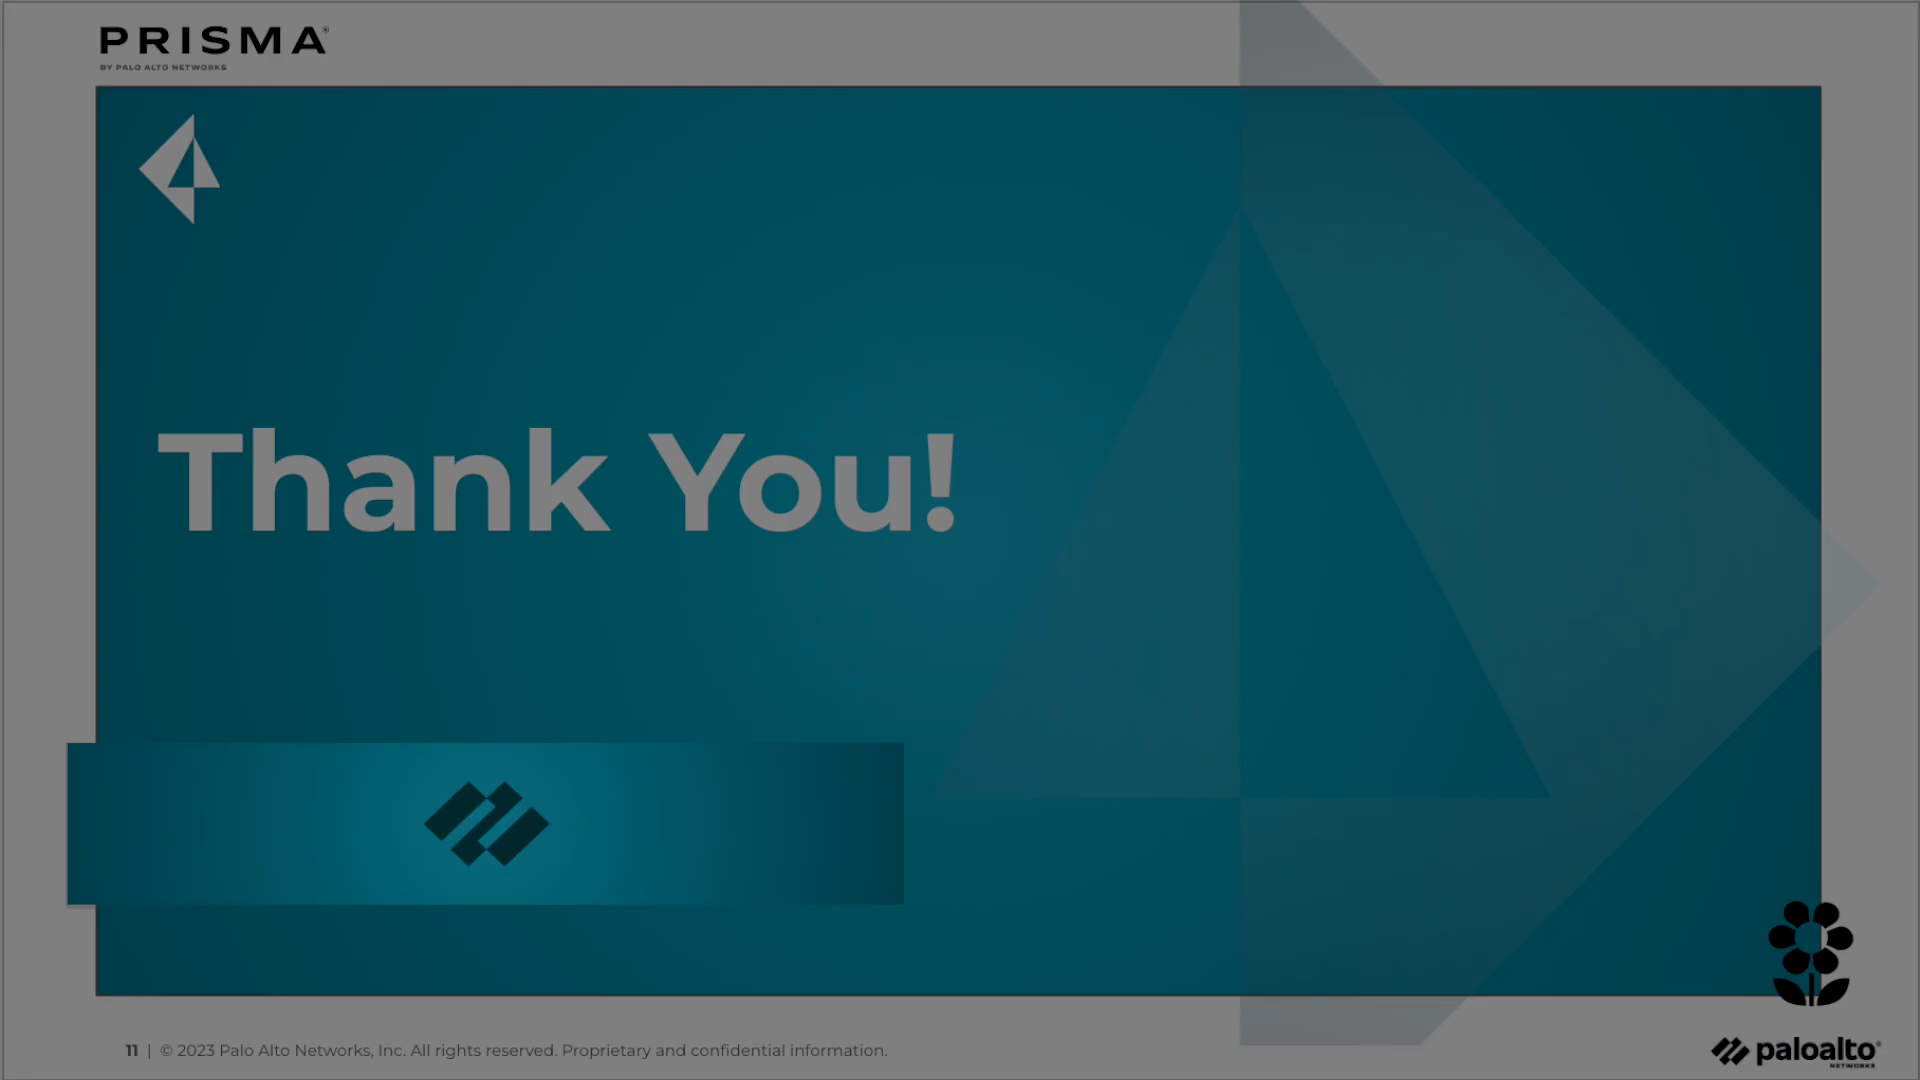 PRISMA®
BY PALO ALTO NETWORKS
Thank You!
11 | © 2023 Palo Alto Networks, Inc. All rights reserved. Proprietary and confidential information.
paloalto®
NETWORKS